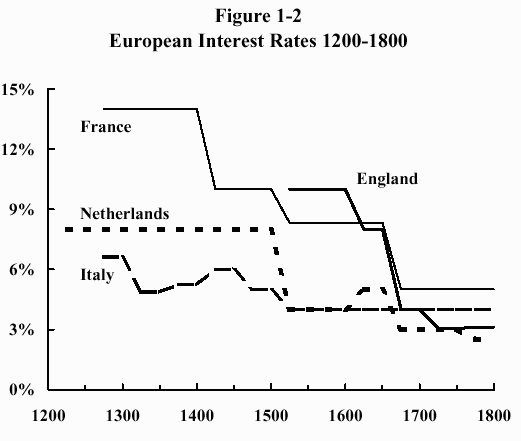 Figure 1-2
European Interest Rates 1200-1800
15%
France
12%
England
9%
Netherlands
Italy
6%
3%
0%
1200 1300 1400 1500 1600 1700 1800